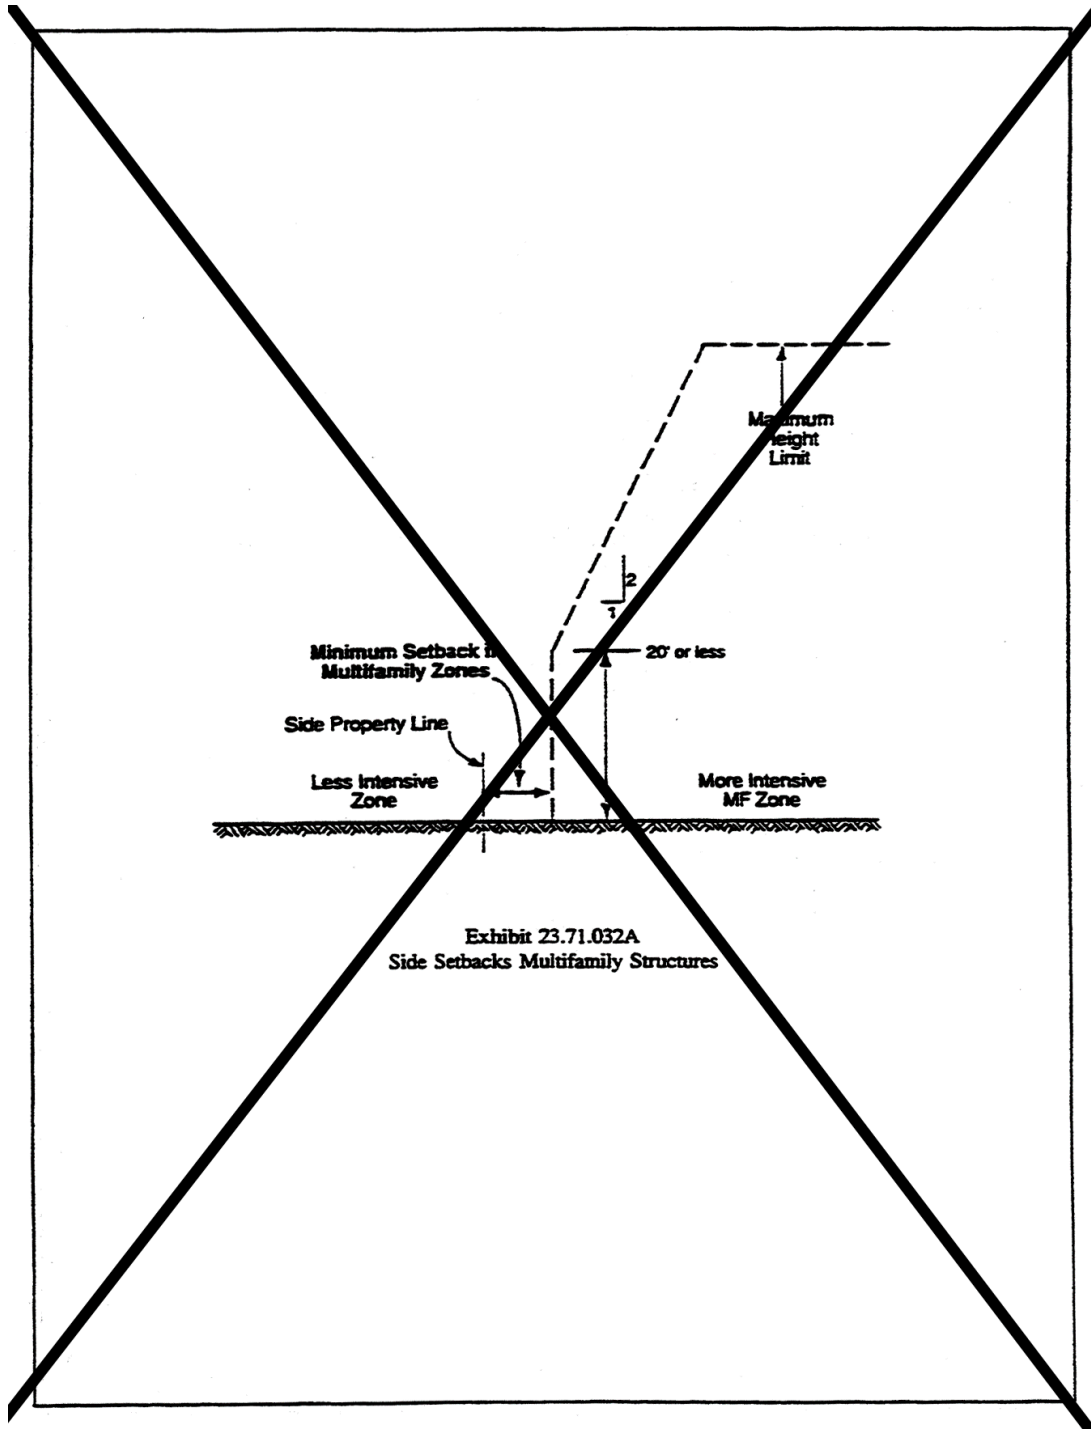 Maximum
Height
Limit
2
1
20' or less
Minimum Setback in
Multifamily Zones
Side Property Line
Less Intensive
Zone
More Intensive
MF Zone
Exhibit 23.71.032A
Side Setbacks Multifamily Structures